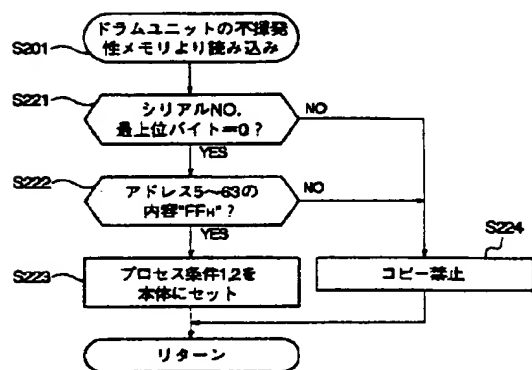 S201
ドラムユニットの不揮発
性メモリより読み込み
S221
シリアルNO.
最上位バイト=0?
NO
YES
S222
アドレス5~63の
内容"FFH"?
NO
YES
S223
プロセス条件1,2を
本体にセット
S224
コピー禁止
リターン